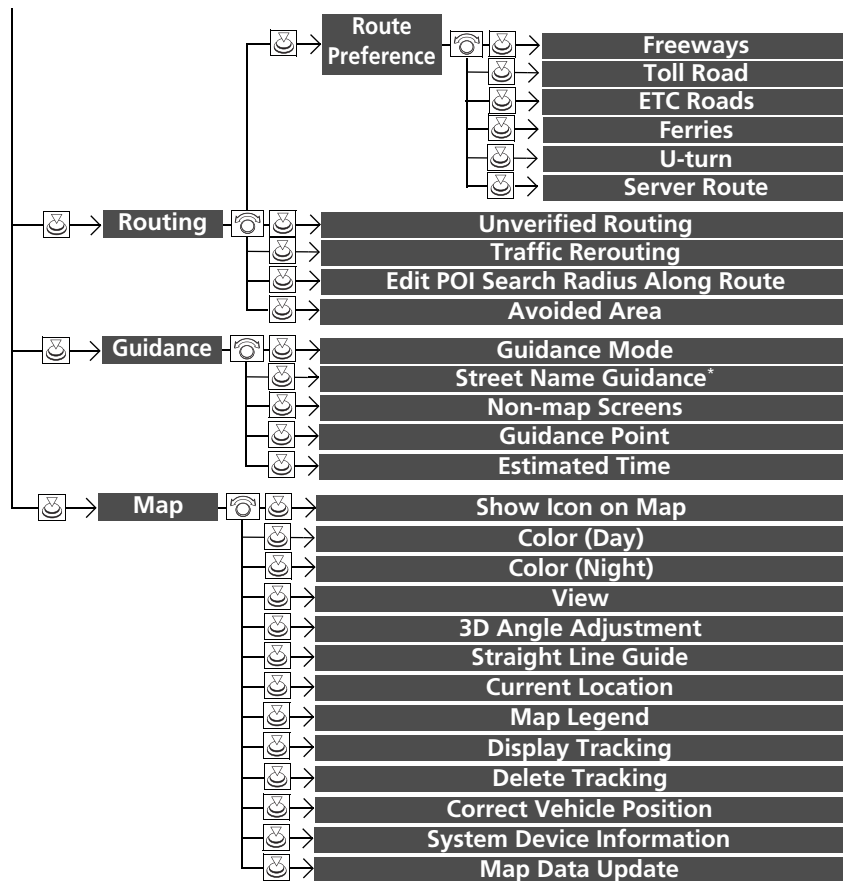 Route
Preference
Freeways
Toll Road
ETC Roads
Ferries
U-turn
Server Route
Routing
Unverified Routing
Traffic Rerouting
Edit POI Search Radius Along Route
Avoided Area
Guidance
Guidance Mode
Street Name Guidance*
Non-map Screens
Guidance Point
Estimated Time
Map
Show Icon on Map
Color (Day)
Color (Night)
View
3D Angle Adjustment
Straight Line Guide
Current Location
Map Legend
Display Tracking
Delete Tracking
Correct Vehicle Position
System Device Information
Map Data Update